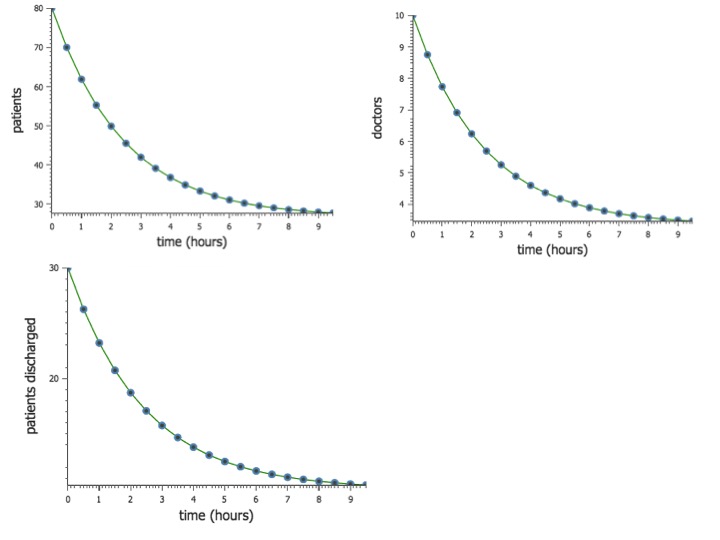 80
70
60
50
40
30
patients
0 1 2 3 4 5 6 7 8 9
time (hours)
10
9
8
7
6
5
4
doctors
0 1 2 3 4 5 6 7 8 9
time (hours)
30
20
patients discharged
0 1 2 3 4 5 6 7 8 9
time (hours)